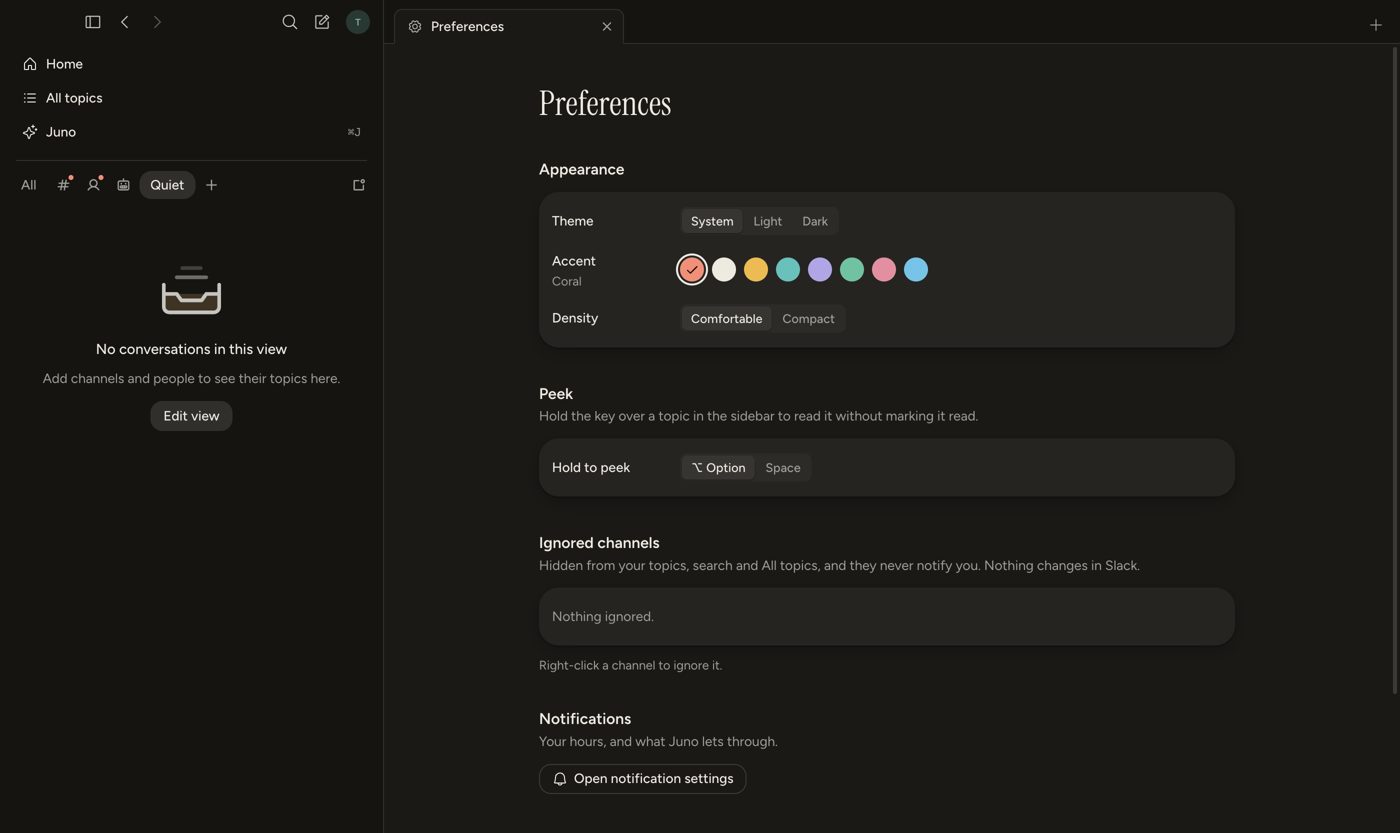 T
Home
All topics
Juno ⌘J
All
Quiet
No conversations in this view
Add channels and people to see their topics here.
Edit view
Preferences
Preferences
Appearance
Theme System Light Dark
Accent
Coral
Density Comfortable Compact
Peek
Hold the key over a topic in the sidebar to read it without marking it read.
Hold to peek ⌥ Option Space
Ignored channels
Hidden from your topics, search and All topics, and they never notify you. Nothing changes in Slack.
Nothing ignored.
Right-click a channel to ignore it.
Notifications
Your hours, and what Juno lets through.
Open notification settings